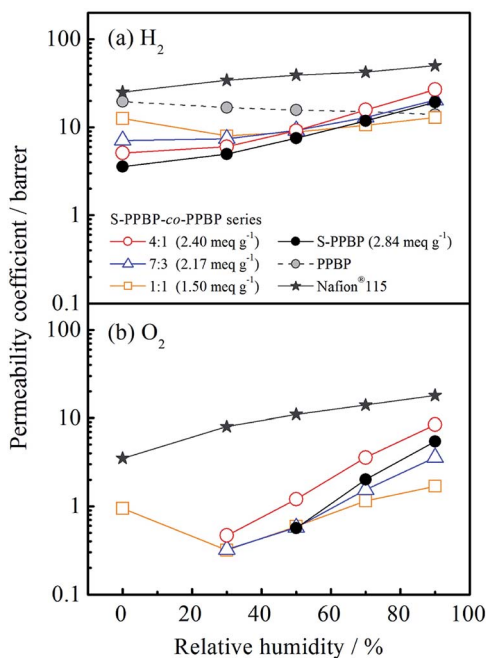 Permeability coefficient / barrer
(a) H₂
100
10
1
0.1
S-PPBP-co-PPBP series
4:1 (2.40 meq g⁻¹)
7:3 (2.17 meq g⁻¹)
1:1 (1.50 meq g⁻¹)
S-PPBP (2.84 meq g⁻¹)
PPBP
Nafion®115
(b) O₂
10
1
0.1
0 20 40 60 80 100
Relative humidity / %